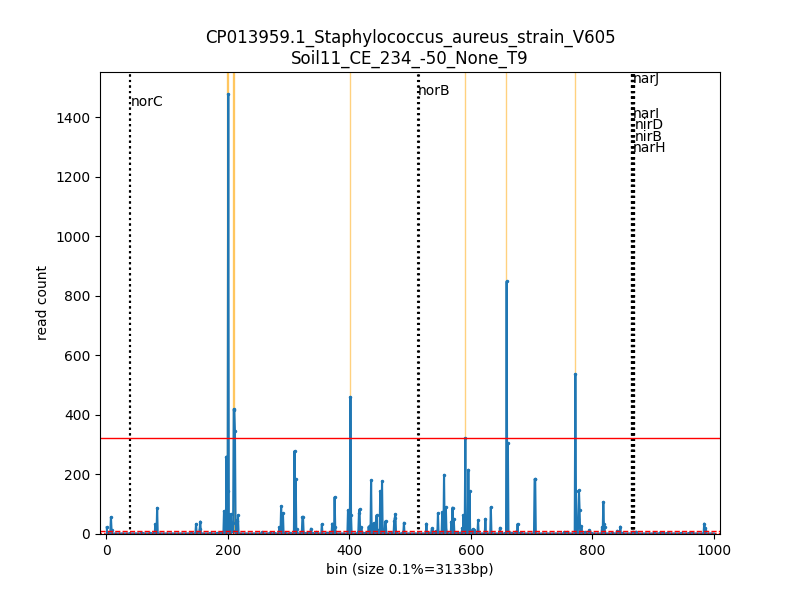 CP013959.1_Staphylococcus_aureus_strain_V605
Soil11_CE_234_-50_None_T9
narJ
norB
norC
narI
nirD
nirB
narH
1400
1200
1000
800
600
400
200
0
read count
0 200 400 600 800 1000
bin (size 0.1%=3133bp)